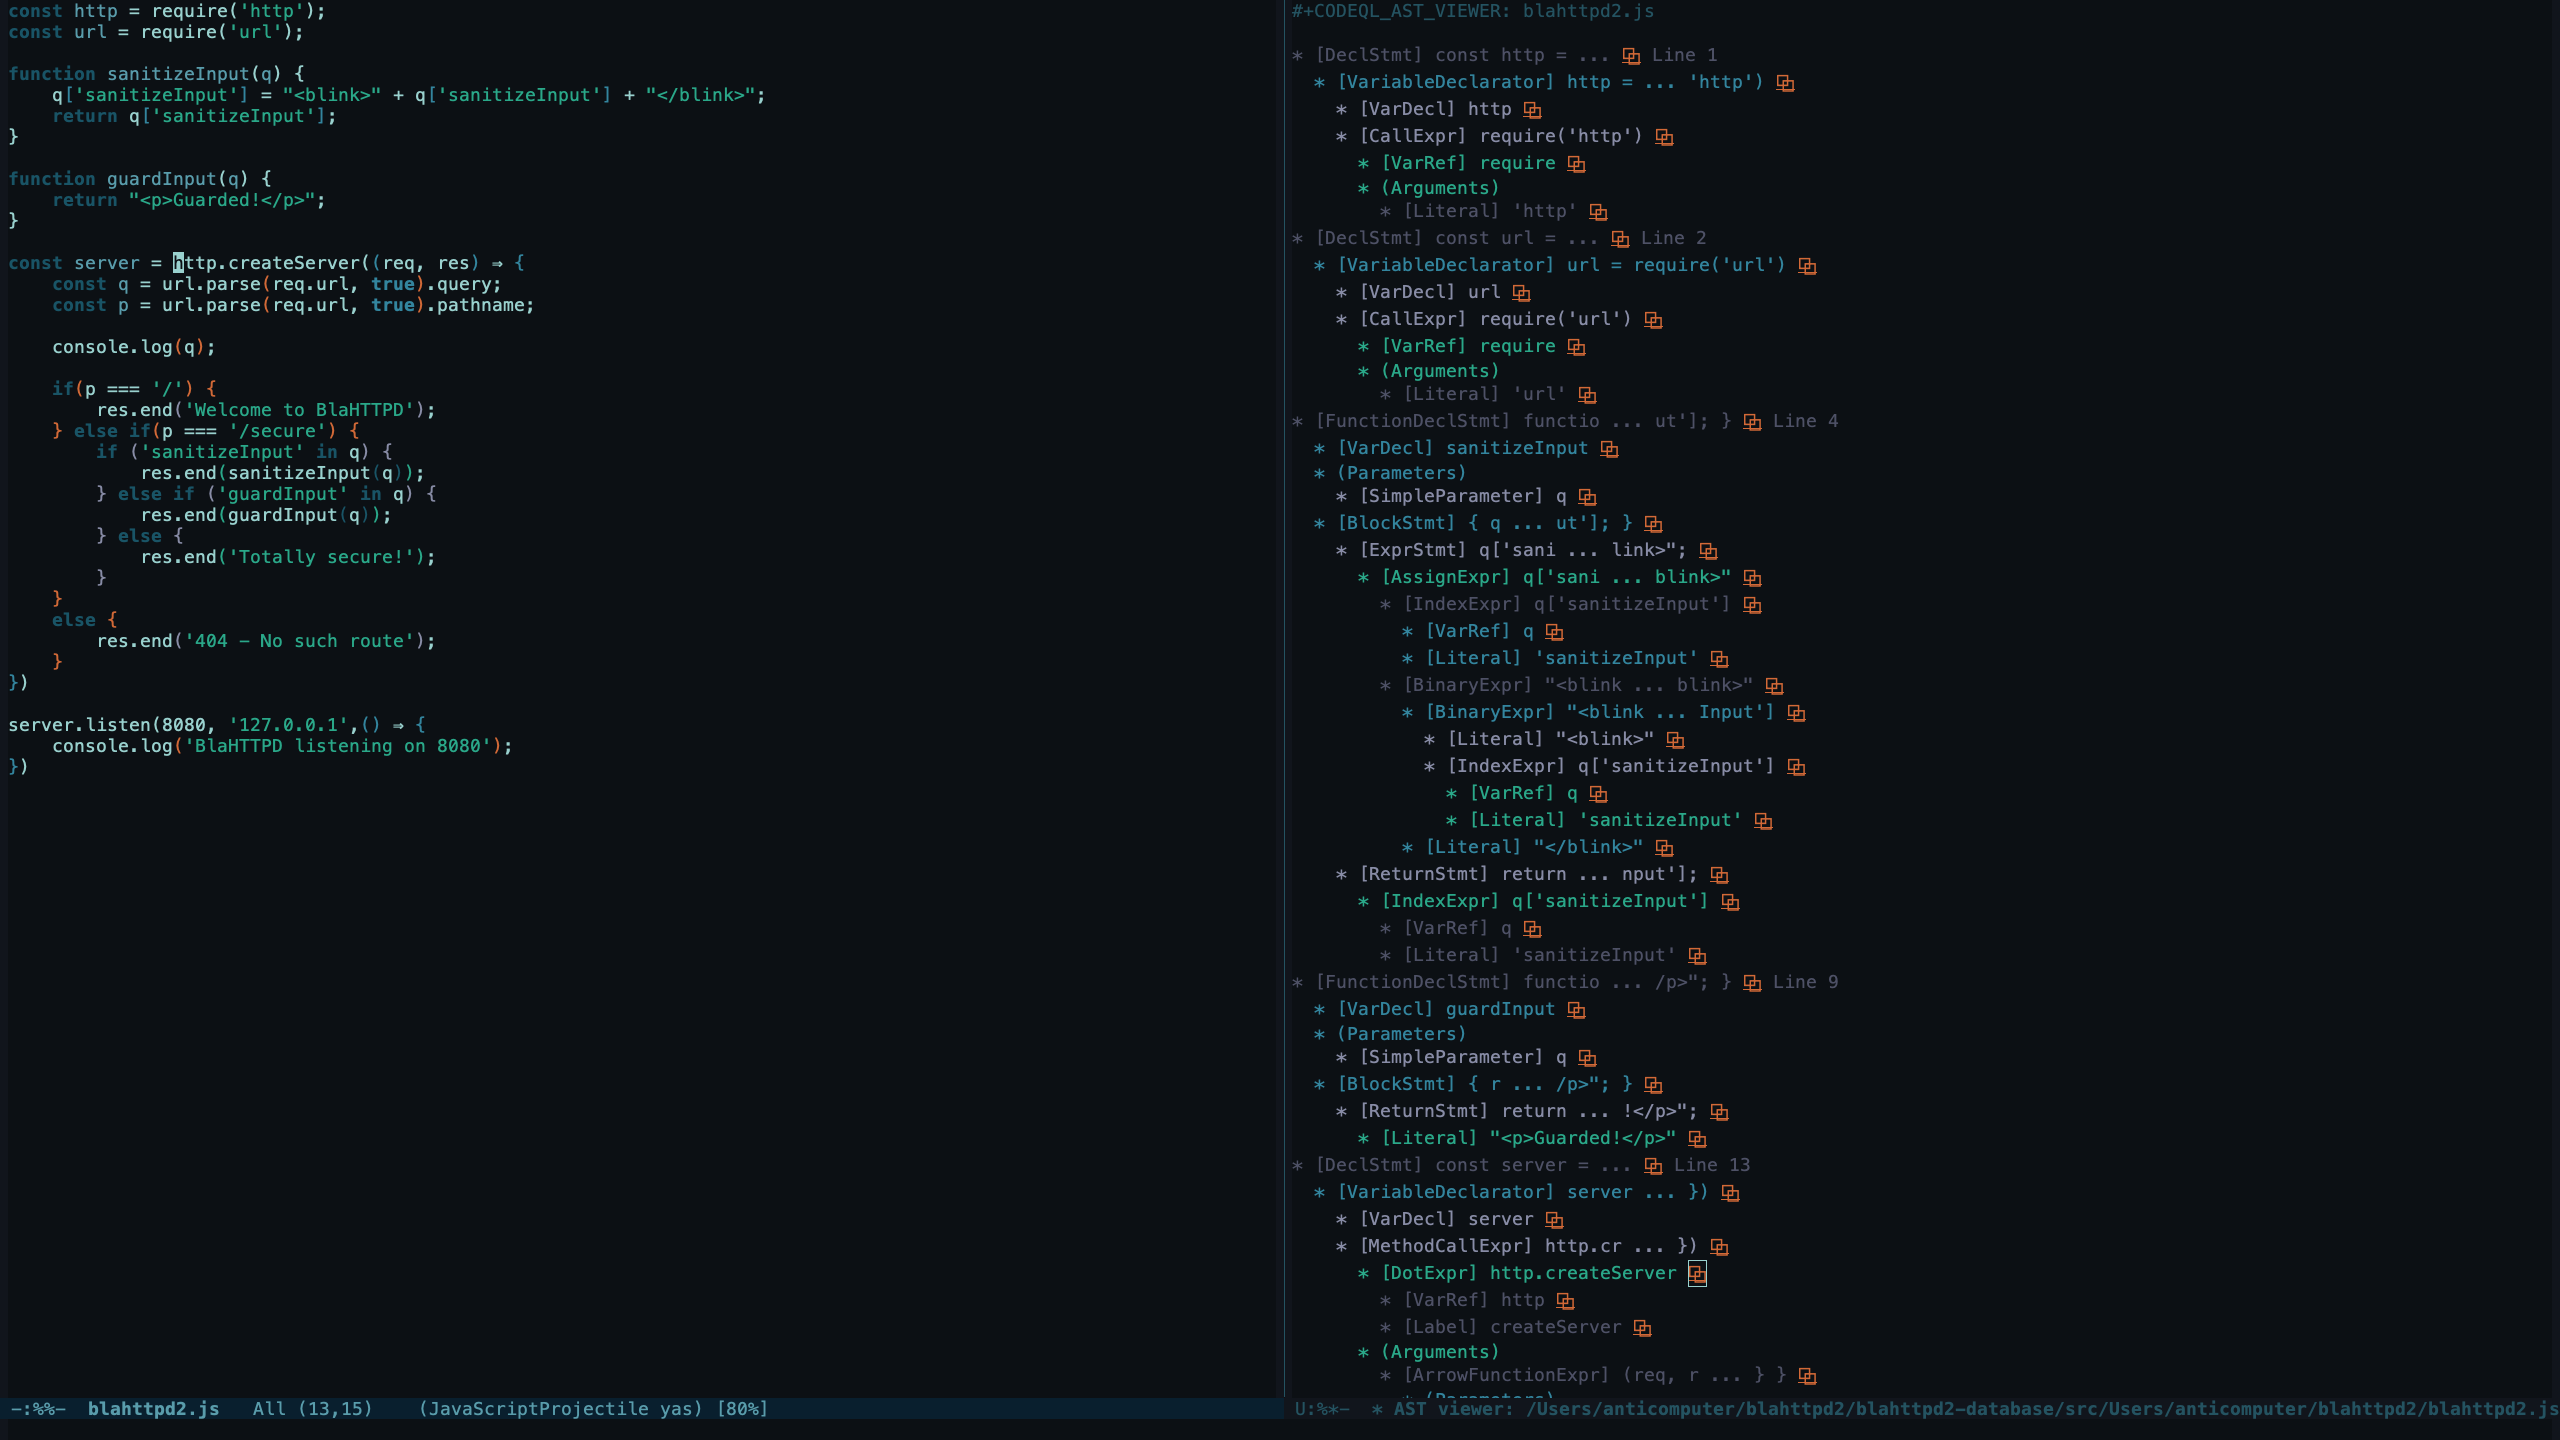 const http = require('http');
const url = require('url');

function sanitizeInput(q) {
    q['sanitizeInput'] = "<blink>" + q['sanitizeInput'] + "</blink>";
    return q['sanitizeInput'];
}

function guardInput(q) {
    return "<p>Guarded!</p>";
}

const server = http.createServer((req, res) ⇒ {
    const q = url.parse(req.url, true).query;
    const p = url.parse(req.url, true).pathname;

    console.log(q);

    if(p === '/') {
        res.end('Welcome to BlaHTTPD');
    } else if(p === '/secure') {
        if ('sanitizeInput' in q) {
            res.end(sanitizeInput(q));
        } else if ('guardInput' in q) {
            res.end(guardInput(q));
        } else {
            res.end('Totally secure!');
        }
    }
    else {
        res.end('404 - No such route');
    }
})

server.listen(8080, '127.0.0.1',() ⇒ {
    console.log('BlaHTTPD listening on 8080');
})
-:%%-  blahttpd2.js   All (13,15)    (JavaScriptProjectile yas) [80%]
#+CODEQL_AST_VIEWER: blahttpd2.js

* [DeclStmt] const http = ... Line 1
  * [VariableDeclarator] http = ... 'http')
    * [VarDecl] http
    * [CallExpr] require('http')
      * [VarRef] require
      * (Arguments)
        * [Literal] 'http'
* [DeclStmt] const url = ... Line 2
  * [VariableDeclarator] url = require('url')
    * [VarDecl] url
    * [CallExpr] require('url')
      * [VarRef] require
      * (Arguments)
        * [Literal] 'url'
* [FunctionDeclStmt] functio ... ut']; } Line 4
  * [VarDecl] sanitizeInput
  * (Parameters)
    * [SimpleParameter] q
  * [BlockStmt] { q ... ut']; }
    * [ExprStmt] q['sani ... link>";
      * [AssignExpr] q['sani ... blink>"
        * [IndexExpr] q['sanitizeInput']
          * [VarRef] q
          * [Literal] 'sanitizeInput'
        * [BinaryExpr] "<blink ... blink>"
          * [BinaryExpr] "<blink ... Input']
            * [Literal] "<blink>"
            * [IndexExpr] q['sanitizeInput']
              * [VarRef] q
              * [Literal] 'sanitizeInput'
          * [Literal] "</blink>"
    * [ReturnStmt] return ... nput'];
      * [IndexExpr] q['sanitizeInput']
        * [VarRef] q
        * [Literal] 'sanitizeInput'
* [FunctionDeclStmt] functio ... /p>"; } Line 9
  * [VarDecl] guardInput
  * (Parameters)
    * [SimpleParameter] q
  * [BlockStmt] { r ... /p>"; }
    * [ReturnStmt] return ... !</p>";
      * [Literal] "<p>Guarded!</p>"
* [DeclStmt] const server = ... Line 13
  * [VariableDeclarator] server ... })
    * [VarDecl] server
    * [MethodCallExpr] http.cr ... })
      * [DotExpr] http.createServer
        * [VarRef] http
        * [Label] createServer
      * (Arguments)
        * [ArrowFunctionExpr] (req, r ... } }
          * (Parameters)
U:%*-  * AST viewer: /Users/anticomputer/blahttpd2/blahttpd2-database/src/Users/anticomputer/blahttpd2/blahttpd2.js